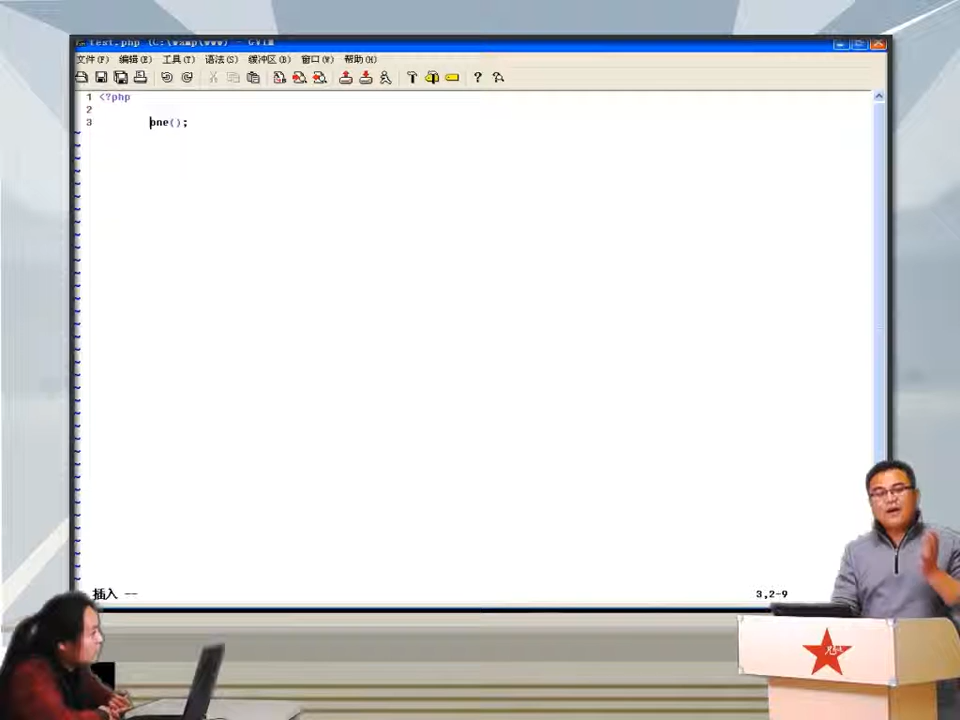 test.php (C:\wamp\www) - GVIM
文件(F) 编辑(E) 工具(T) 语法(S) 缓冲区(B) 窗口(W) 帮助(H)
1 <?php
2
3 one();
插入 --
3,2-9